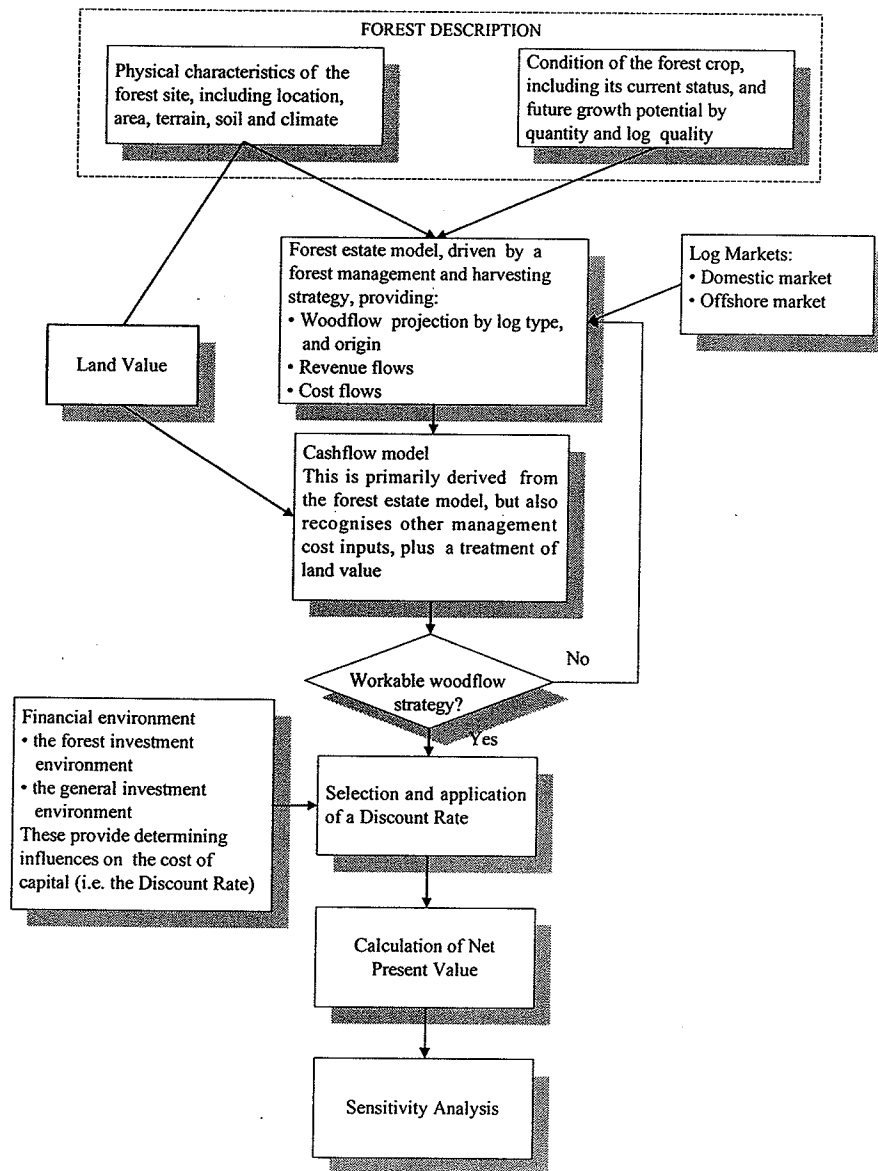 FOREST DESCRIPTION
Physical characteristics of the
forest site, including location,
area, terrain, soil and climate
Condition of the forest crop,
including its current status, and
future growth potential by
quantity and log quality
Forest estate model, driven by a
forest management and harvesting
strategy, providing:
• Woodflow projection by log type,
and origin
• Revenue flows
• Cost flows
Log Markets:
• Domestic market
• Offshore market
Land Value
Cashflow model
This is primarily derived from
the forest estate model, but also
recognises other management
cost inputs, plus a treatment of
land value
Workable woodflow
strategy?
No
Yes
Financial environment
• the forest investment
environment
• the general investment
environment
These provide determining
influences on the cost of
capital (i.e. the Discount Rate)
Selection and application
of a Discount Rate
Calculation of Net
Present Value
Sensitivity Analysis